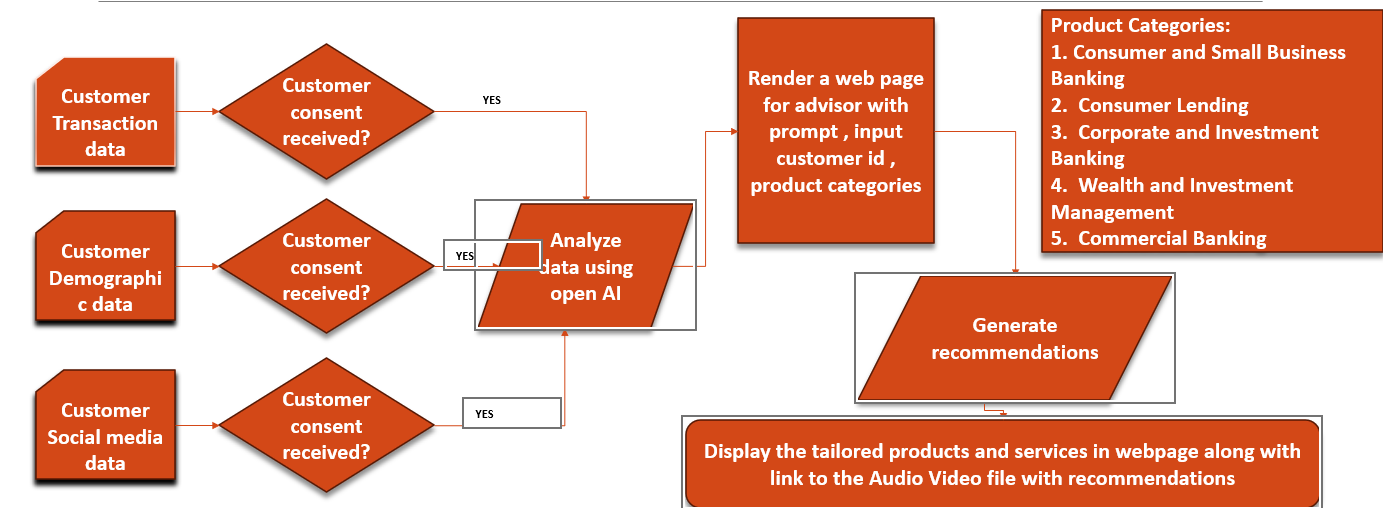 Customer
Transaction
data
Customer
consent
received?
YES
Customer
Demographi
c data
Customer
consent
received?
YES
Customer
Social media
data
Customer
consent
received?
YES
Analyze
data using
open AI
Render a web page
for advisor with
prompt , input
customer id ,
product categories
Product Categories:
1. Consumer and Small Business
Banking
2.  Consumer Lending
3.  Corporate and Investment
Banking
4.  Wealth and Investment
Management
5.  Commercial Banking
Generate
recommendations
Display the tailored products and services in webpage along with
link to the Audio Video file with recommendations